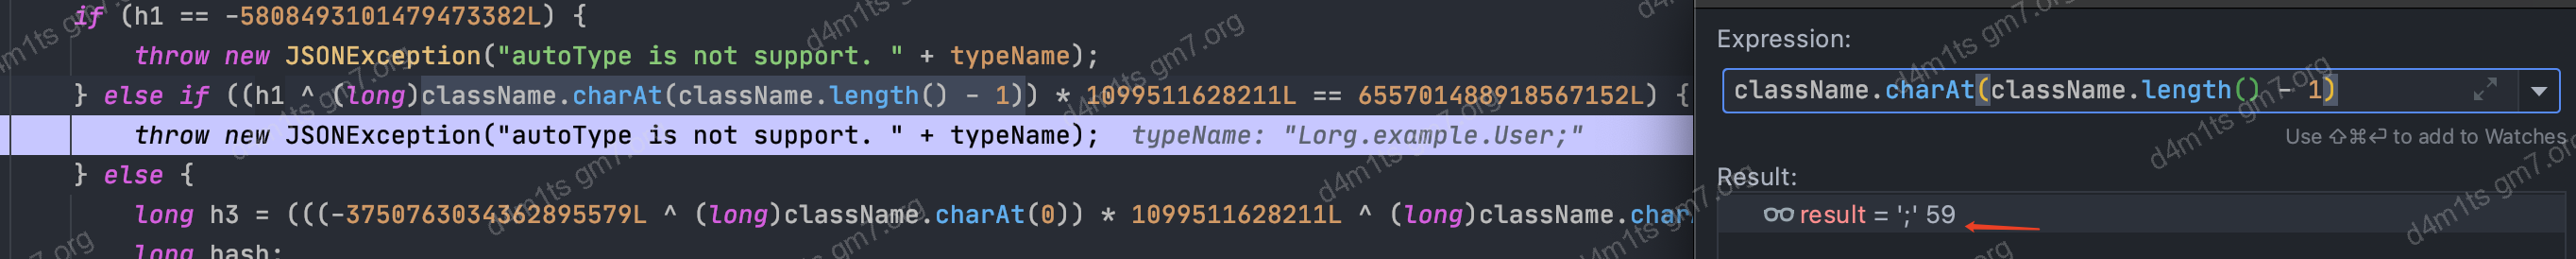 if (h1 == -5808493101479473382L) {
throw new JSONException("autoType is not support. " + typeName);
} else if ((h1 ^ (long)className.charAt(className.length() - 1)) * 1099511628211L == 655701488918567152L) {
throw new JSONException("autoType is not support. " + typeName);  typeName: "Lorg.example.User;"
} else {
long h3 = (((-3750763034362895579L ^ (long)className.charAt(0)) * 1099511628211L ^ (long)className.char
long hash:
Expression:
className.charAt(className.length() - 1)
Use ⇧⌘⏎ to add to Watches
Result:
result = ';' 59
d4m1ts gm7.org